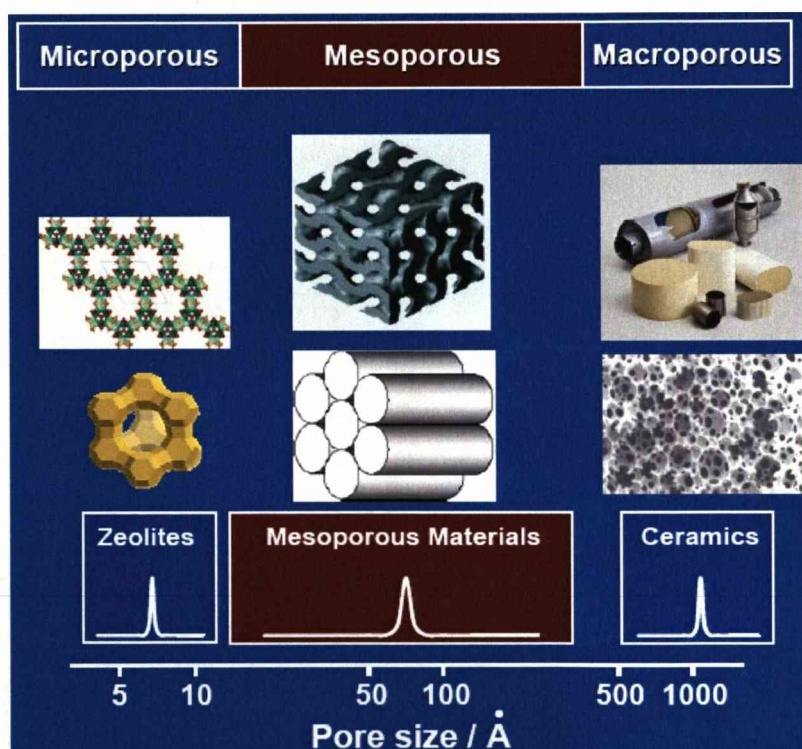 Microporous Mesoporous Macroporous
Zeolites Mesoporous Materials Ceramics
5 10 50 100 500 1000
Pore size / Å